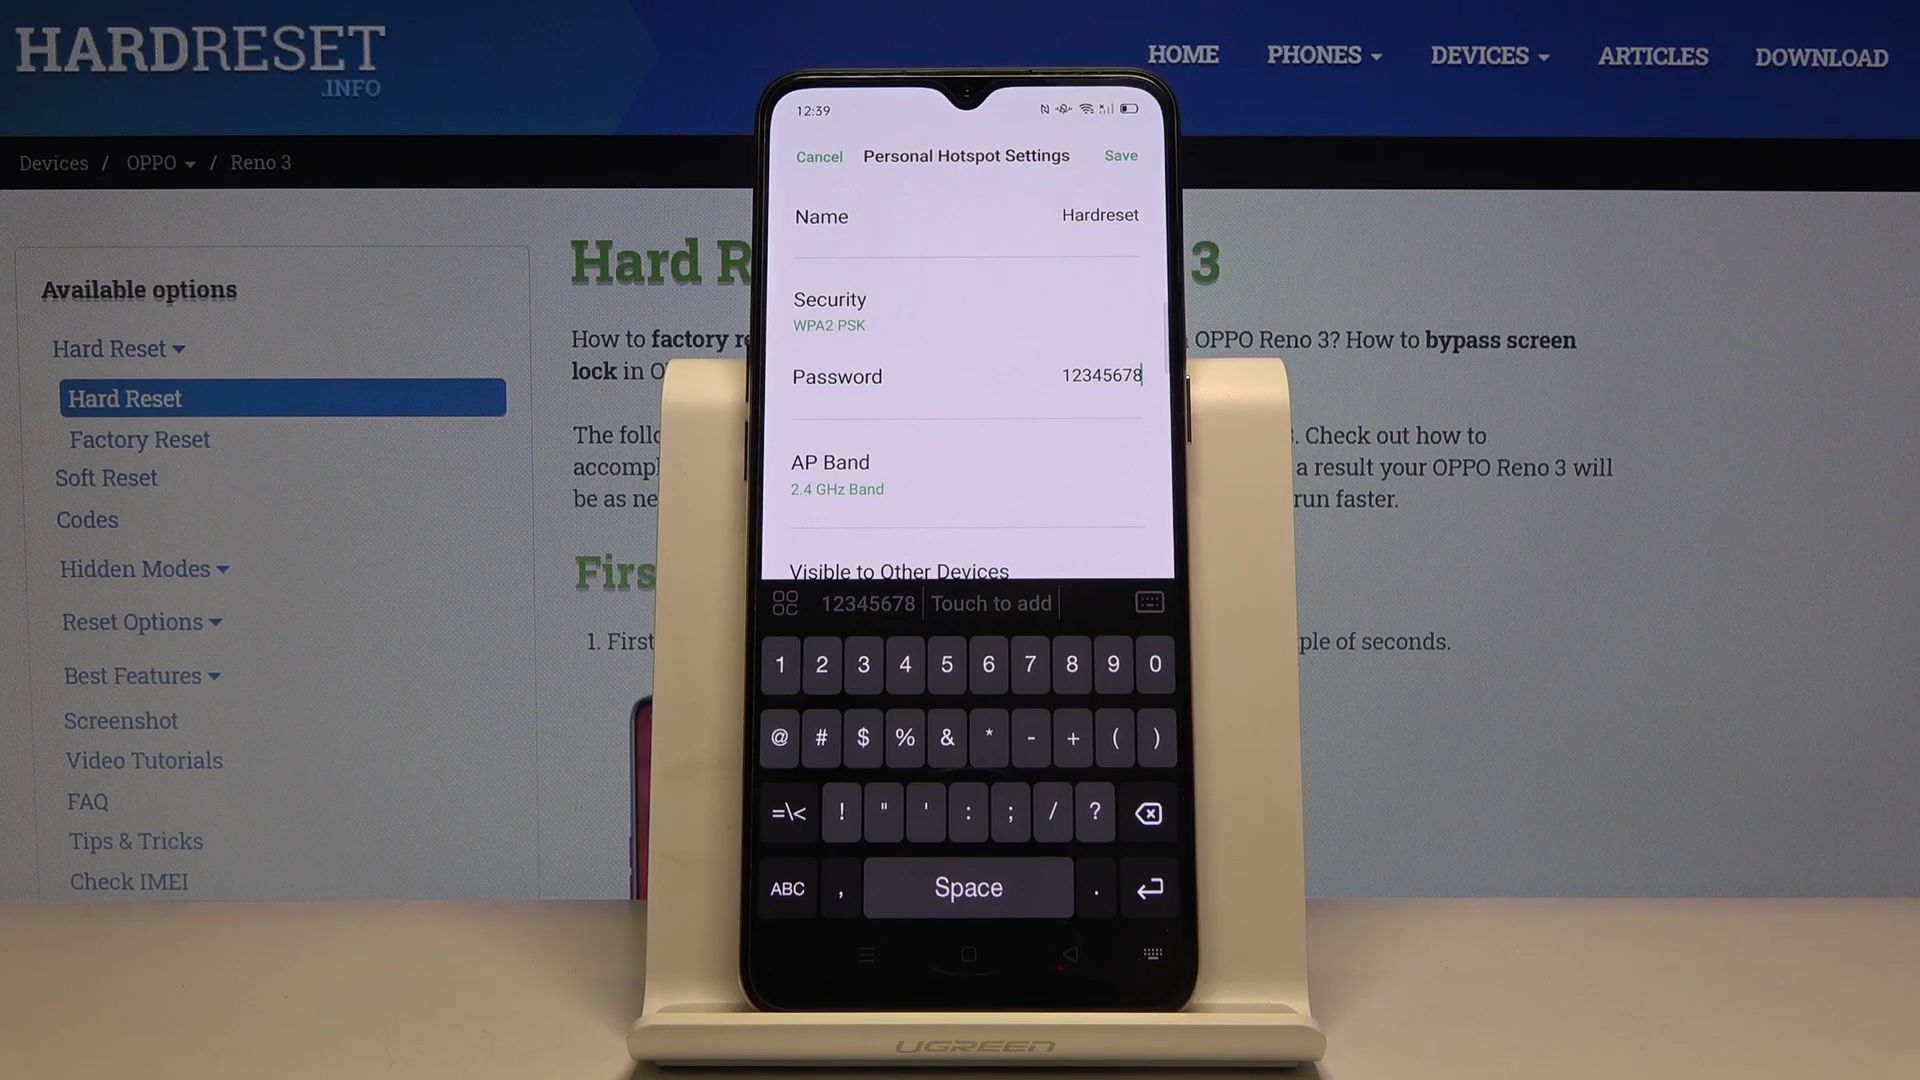 HARDRESET
.INFO
HOME PHONES DEVICES ARTICLES DOWNLOAD
Devices / OPPO / Reno 3
Available options
Hard Reset
Hard Reset
Factory Reset
Soft Reset
Codes
Hidden Modes
Reset Options
Best Features
Screenshot
Video Tutorials
FAQ
Tips & Tricks
Check IMEI
Hard R 3
How to factory re OPPO Reno 3? How to bypass screen
lock in O
The follo . Check out how to
accompl a result your OPPO Reno 3 will
be as ne run faster.
Firs
1. First ple of seconds.
12:39
Cancel Personal Hotspot Settings Save
Name Hardreset
Security
WPA2 PSK
Password 12345678
AP Band
2.4 GHz Band
Visible to Other Devices
12345678 Touch to add
1 2 3 4 5 6 7 8 9 0
@ # $ % & * - + ( )
=\< ! " ' : ; / ?
ABC , Space .
UGREEN